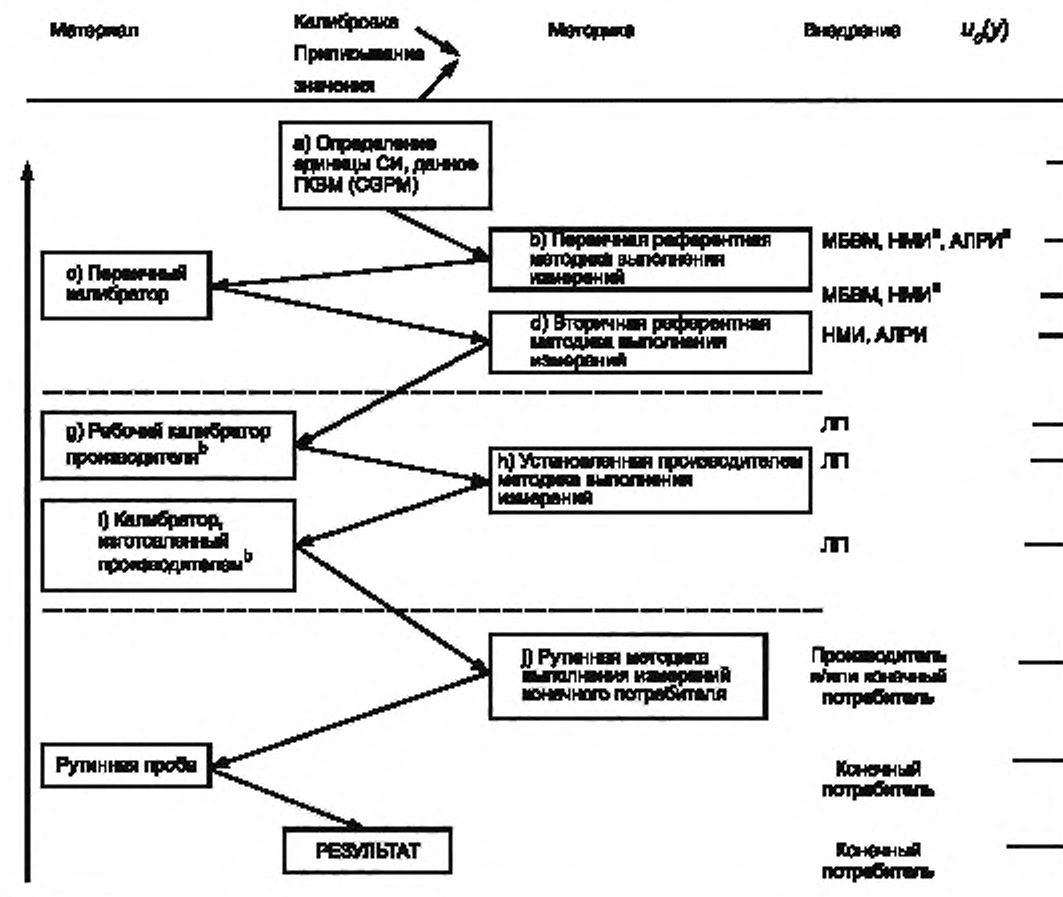 Материал
Калибровка
Приписывание
значения
Методика
Внедрение
u_c(y)
a) Определение
единицы СИ, данное
ГКВМ (CGPM)
b) Первичная референтная
методика выполнения
измерений
МБВМ, НМИ^a, АЛРИ^a
c) Первичный
калибратор
МБВМ, НМИ^a
d) Вторичная референтная
методика выполнения
измерений
НМИ, АЛРИ
g) Рабочий калибратор
производителя^b
ЛП
h) Установленная производителем
методика выполнения
измерений
ЛП
i) Калибратор,
изготовленный
производителем^b
ЛП
j) Рутинная методика
выполнения измерений
конечного потребителя
Производитель
и/или конечный
потребитель
Рутинная проба
Конечный
потребитель
РЕЗУЛЬТАТ
Конечный
потребитель